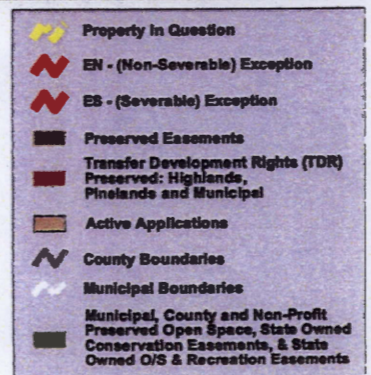 Property In Question
EN - (Non-Severable) Exception
ES - (Severable) Exception
Preserved Easements
Transfer Development Rights (TDR)
Preserved: Highlands,
Pinelands and Municipal
Active Applications
County Boundaries
Municipal Boundaries
Municipal, County and Non-Profit
Preserved Open Space, State Owned
Conservation Easements, & State
Owned O/S & Recreation Easements